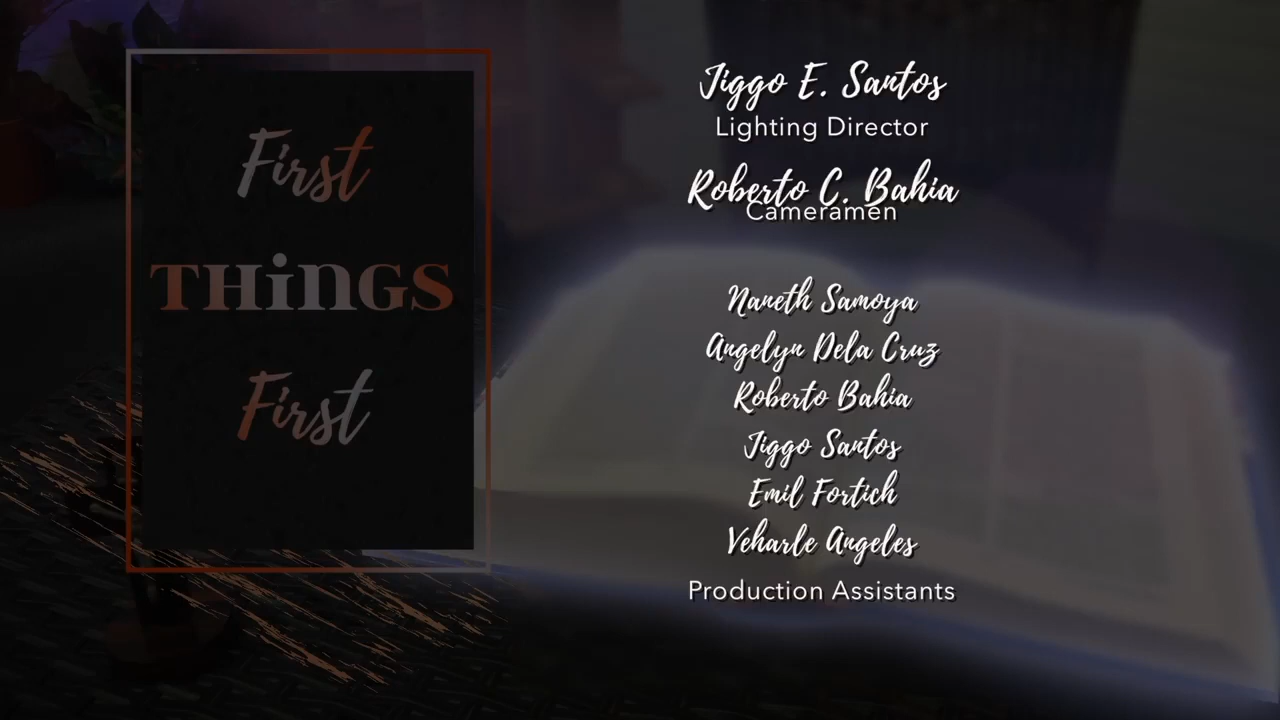 First
THiNGS
First
Jiggo E. Santos
Lighting Director
Roberto C. Bahia
Cameramen
Naneth Samoya
Angelyn Dela Cruz
Roberto Bahia
Jiggo Santos
Emil Fortich
Veharle Angeles
Production Assistants